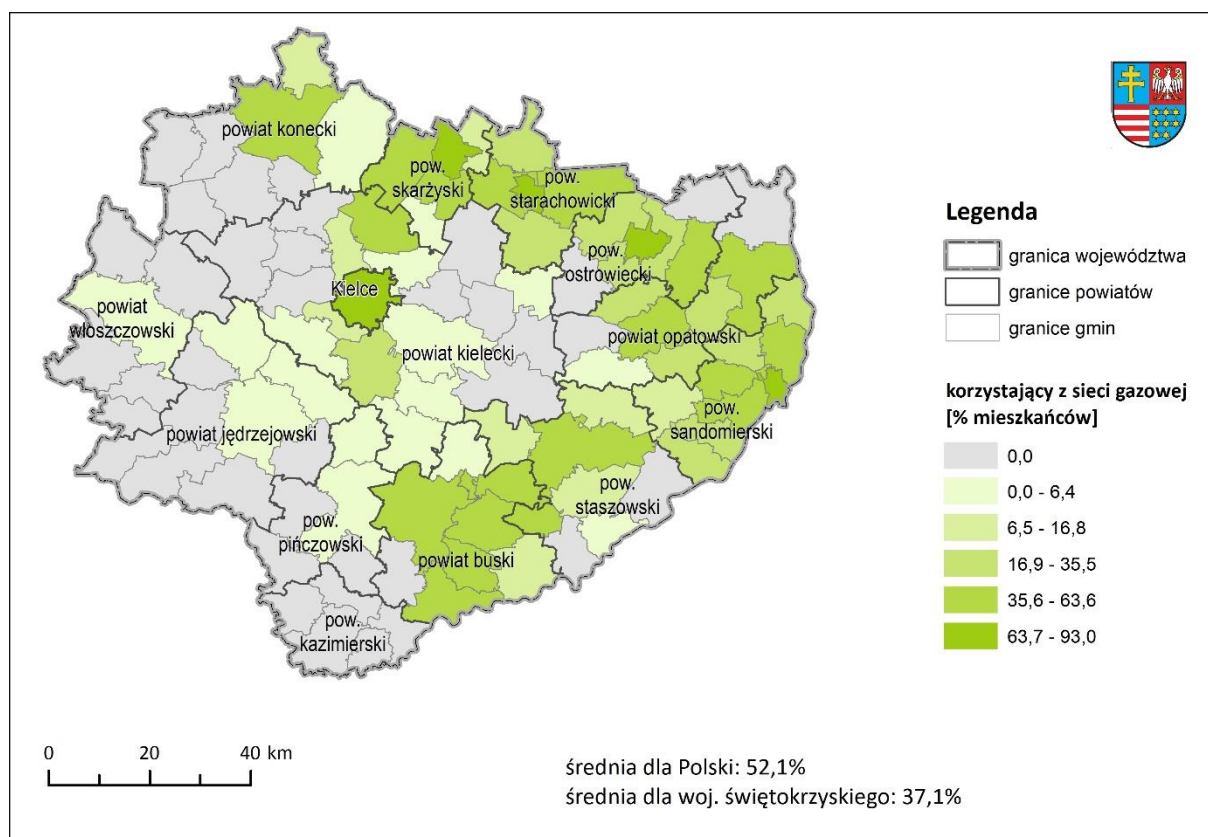 powiat konecki
pow.
skarżyski
pow.
starachowicki
pow.
ostrowiecki
Kielce
powiat
włoszczowski
powiat kielecki
powiat opatowski
powiat jędrzejowski
pow.
sandomierski
pow.
staszowski
pow.
pińczowski
powiat buski
pow.
kazimierski
Legenda
granica województwa
granice powiatów
granice gmin
korzystający z sieci gazowej
[% mieszkańców]
0,0
0,0 - 6,4
6,5 - 16,8
16,9 - 35,5
35,6 - 63,6
63,7 - 93,0
0 20 40 km
średnia dla Polski: 52,1%
średnia dla woj. świętokrzyskiego: 37,1%